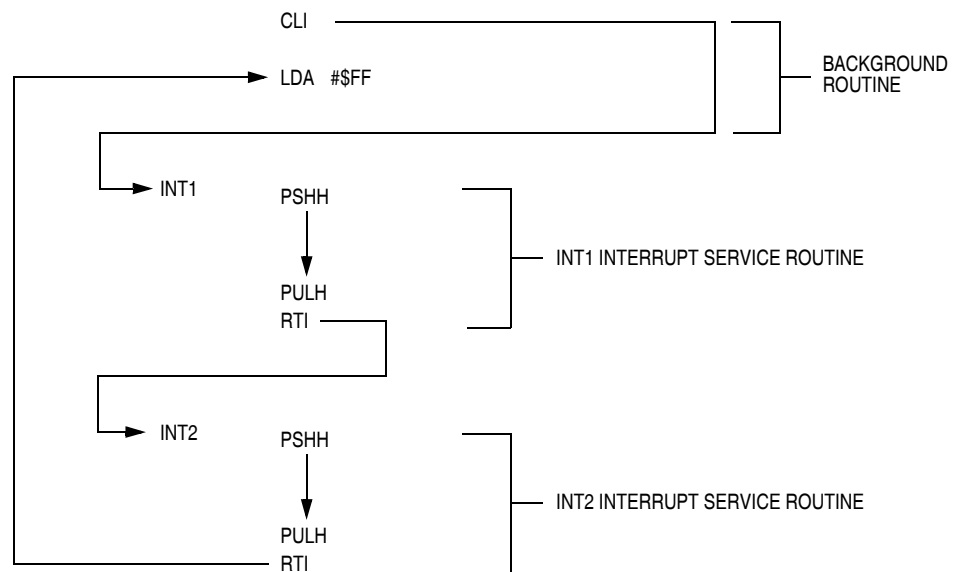 CLI
LDA #$FF
BACKGROUND
ROUTINE
INT1
PSHH
INT1 INTERRUPT SERVICE ROUTINE
PULH
RTI
INT2
PSHH
INT2 INTERRUPT SERVICE ROUTINE
PULH
RTI